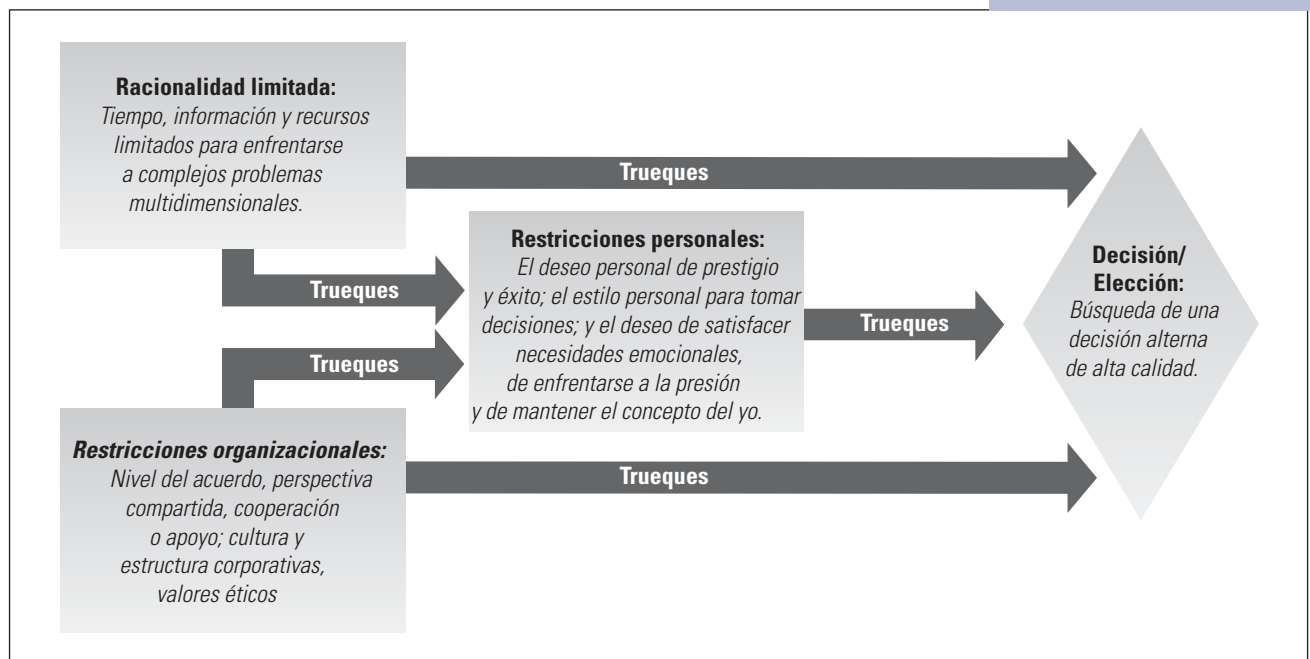 Racionalidad limitada:
Tiempo, información y recursos
limitados para enfrentarse
a complejos problemas
multidimensionales.
Trueques
Restricciones personales:
El deseo personal de prestigio
y éxito; el estilo personal para tomar
decisiones; y el deseo de satisfacer
necesidades emocionales,
de enfrentarse a la presión
y de mantener el concepto del yo.
Trueques
Trueques
Trueques
Decisión/
Elección:
Búsqueda de una
decisión alterna
de alta calidad.
Restricciones organizacionales:
Nivel del acuerdo, perspectiva
compartida, cooperación
o apoyo; cultura y
estructura corporativas,
valores éticos
Trueques